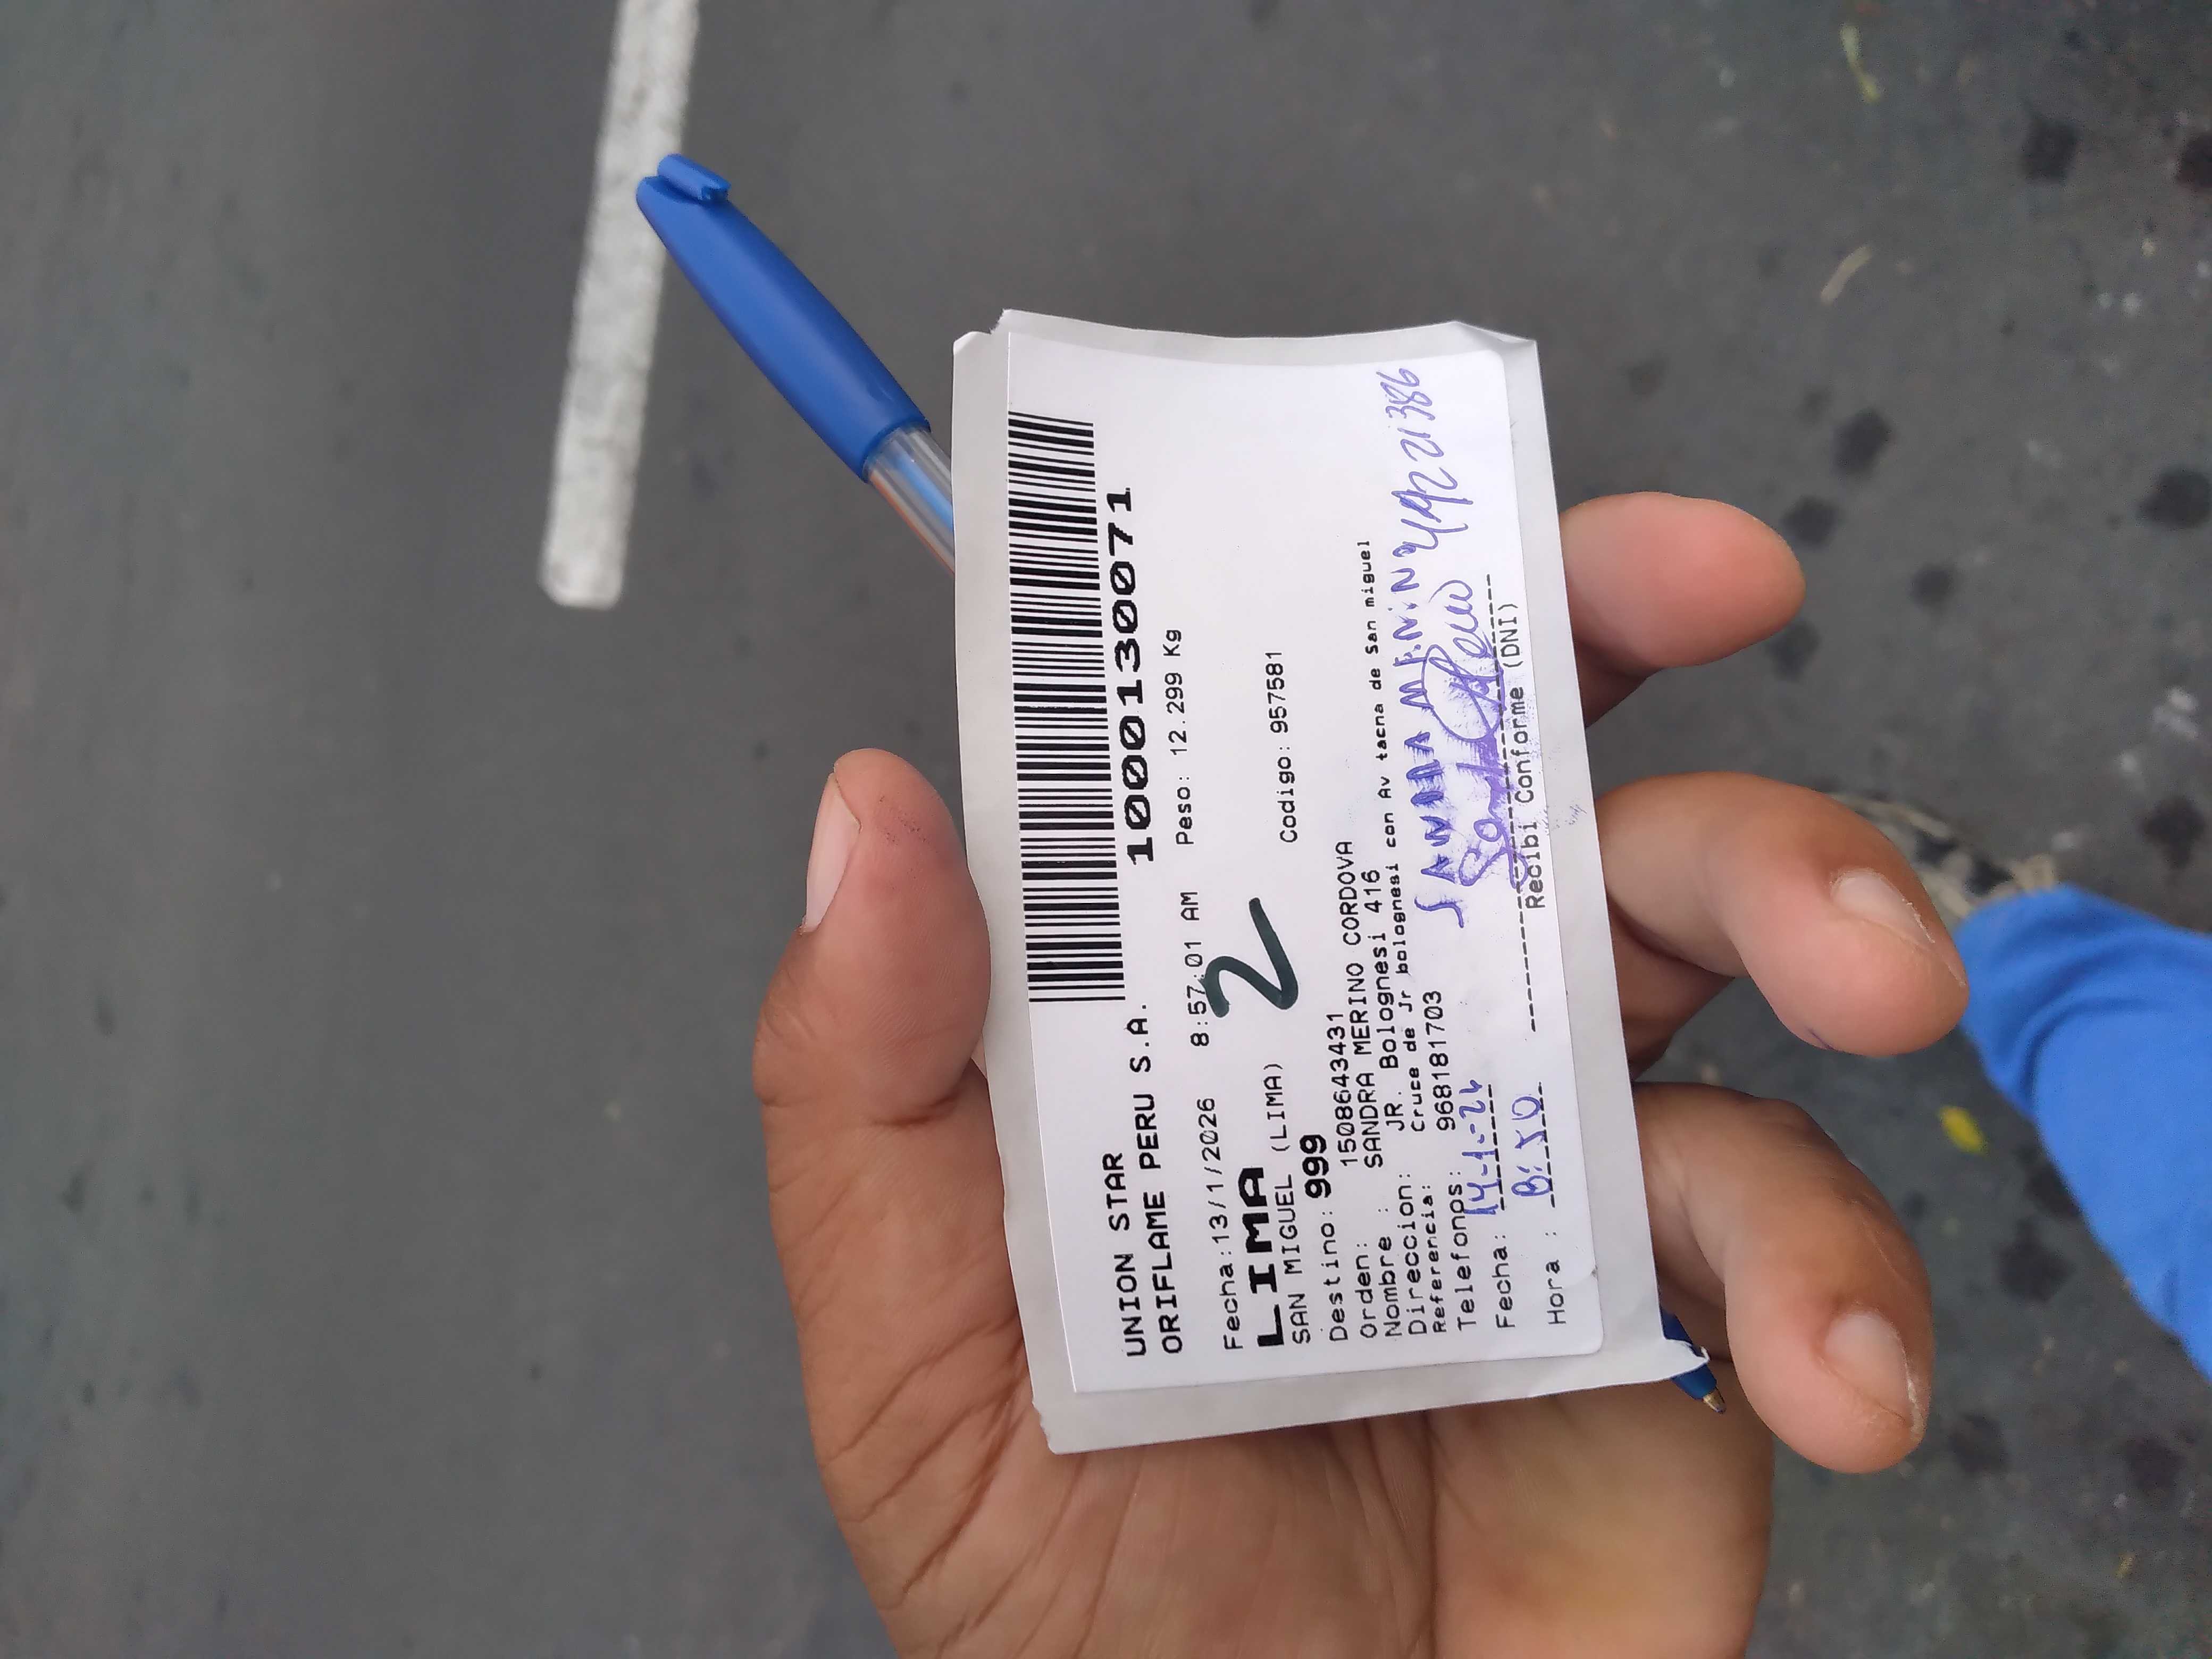 UNION STAR
ORIFLAME PERU S.A.
1000130071
Fecha:13/1/2026 8:57:01 AM Peso: 12.299 Kg
LIMA
2
SAN MIGUEL (LIMA)
Codigo: 957581
Destino: 999
Orden: 1508643431
Nombre : SANDRA MERINO CORDOVA
Direccion: JR. Bolognesi 416
Referencia: Cruce de Jr bolognesi con Av tacna de San miguel
Telefonos: 968181703
SANDRA MERINO
Fecha: 14-1-26
44221386
Hora :
Recibi Conforme (DNI)